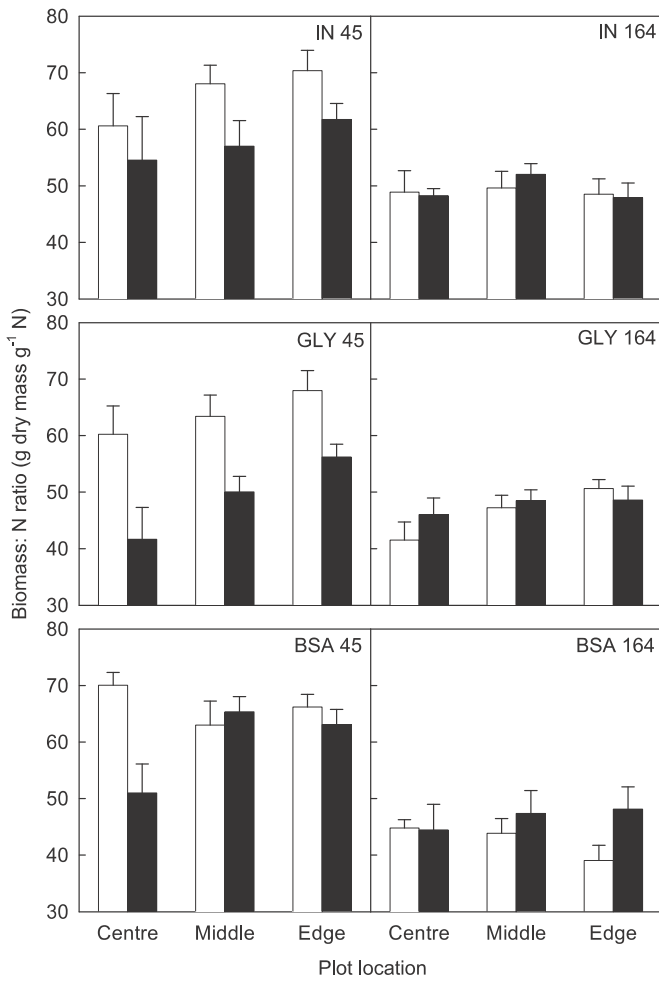 Biomass: N ratio (g dry mass g⁻¹ N)
IN 45
IN 164
80
70
60
50
40
30
GLY 45
GLY 164
80
70
60
50
40
30
BSA 45
BSA 164
80
70
60
50
40
30
Centre Middle Edge Centre Middle Edge
Plot location